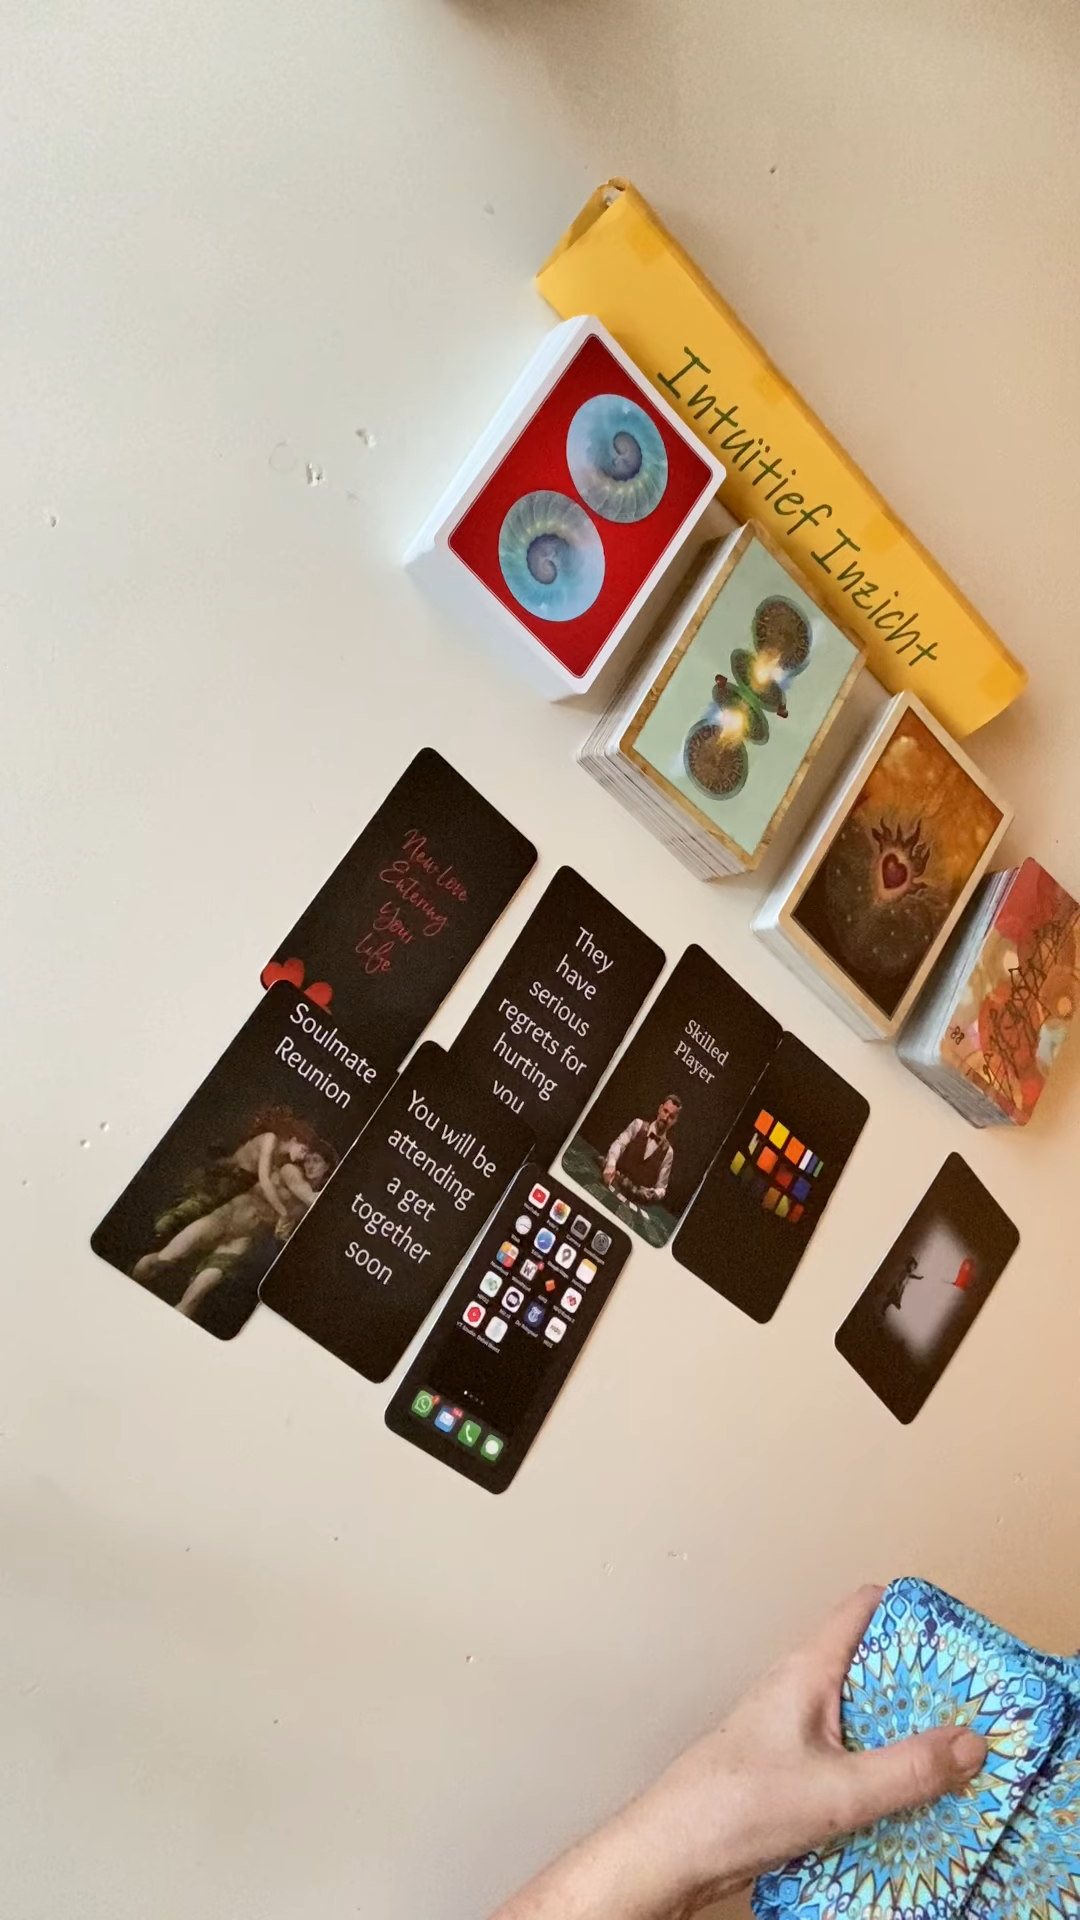 Intuïtief Inzicht
New Love
Entering
Your
Life
Soulmate
Reunion
They
have
serious
regrets for
hurting
you
You will be
attending
a get
together
soon
Skilled
Player